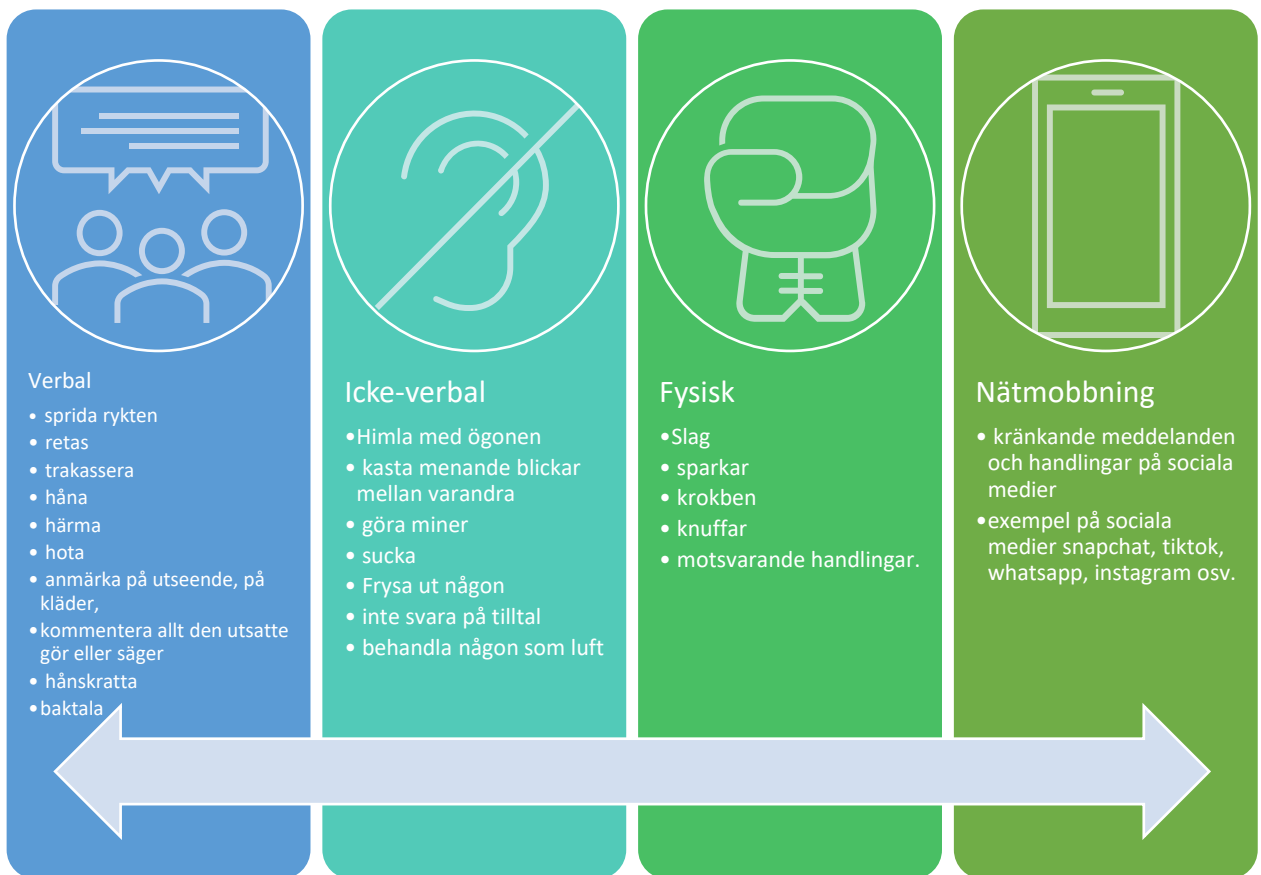 Verbal
• sprida rykten
• retas
• trakassera
• håna
• härma
• hota
• anmärka på utseende, på
kläder,
•kommentera allt den utsatte
gör eller säger
• hånskratta
•baktala
Icke-verbal
•Himla med ögonen
• kasta menande blickar
mellan varandra
• göra miner
• sucka
• Frysa ut någon
• inte svara på tilltal
• behandla någon som luft
Fysisk
•Slag
• sparkar
• krokben
• knuffar
• motsvarande handlingar.
Nätmobbning
• kränkande meddelanden
och handlingar på sociala
medier
•exempel på sociala
medier snapchat, tiktok,
whatsapp, instagram osv.